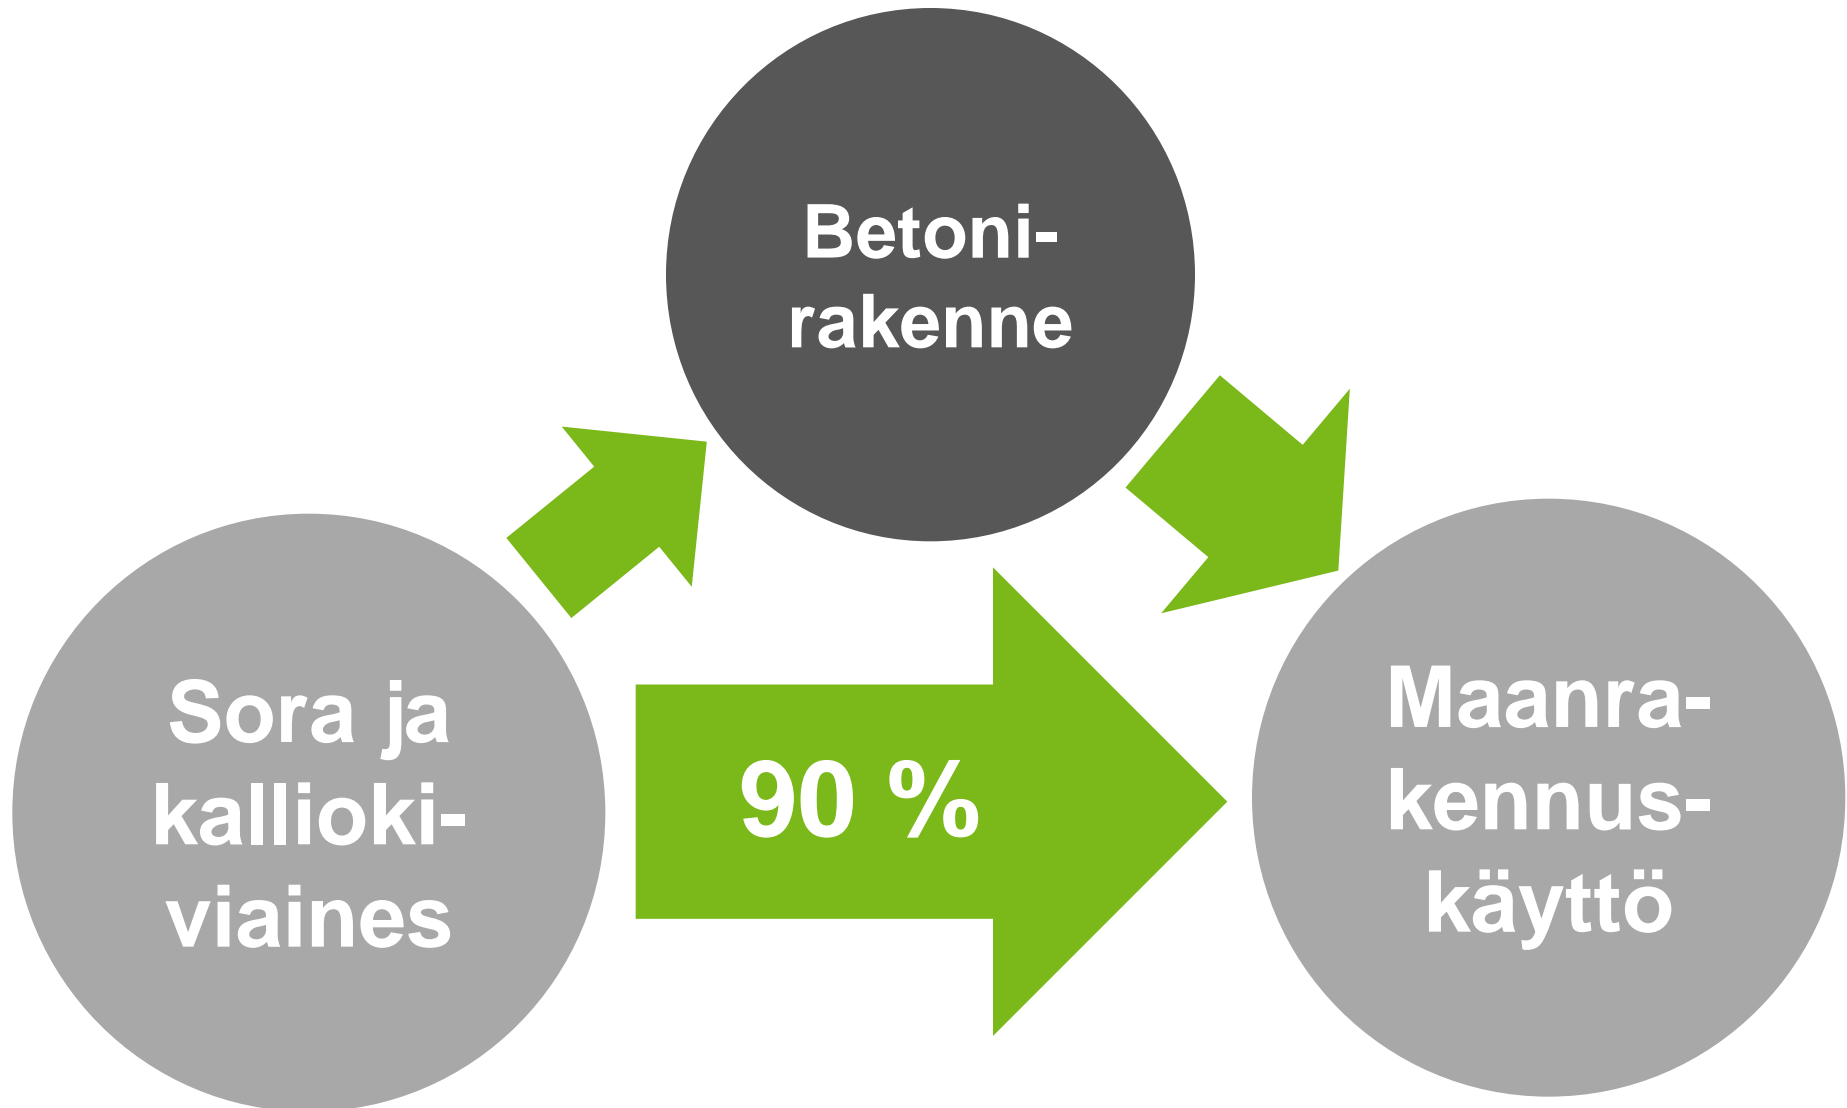 Betoni-
rakenne
Sora ja
kallioki-
viaines
90 %
Maanra-
kennus-
käyttö